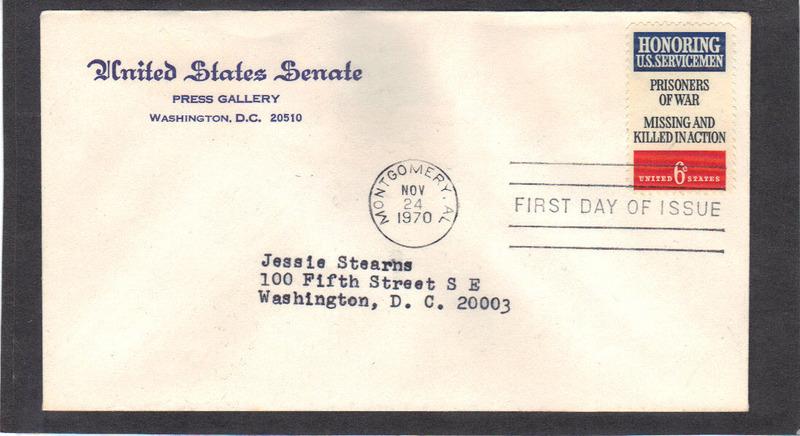 United States Senate
PRESS GALLERY
WASHINGTON, D.C. 20510
HONORING
U.S. SERVICEMEN
PRISONERS
OF WAR
MISSING AND
KILLED IN ACTION
6c
UNITED STATES
MONTGOMERY, AL
NOV
24
1970
FIRST DAY OF ISSUE
Jessie Stearns
100 Fifth Street S E
Washington, D. C. 20003